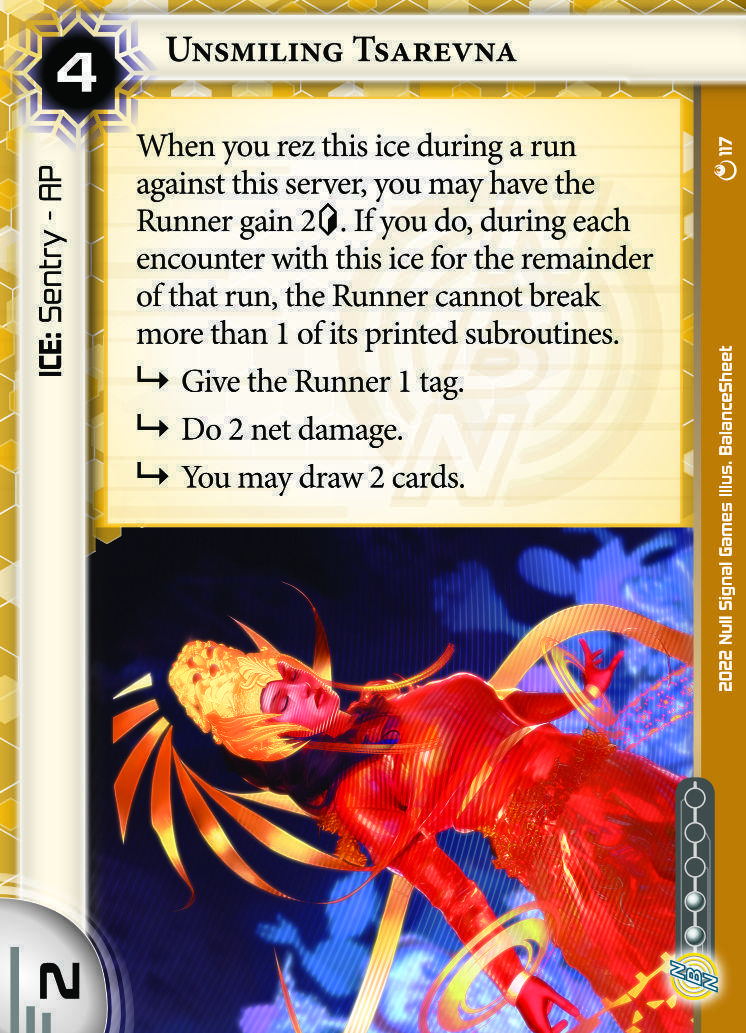 4
Unsmiling Tsarevna
ICE: Sentry - AP
When you rez this ice during a run
against this server, you may have the
Runner gain 2. If you do, during each
encounter with this ice for the remainder
of that run, the Runner cannot break
more than 1 of its printed subroutines.
Give the Runner 1 tag.
Do 2 net damage.
You may draw 2 cards.
2
117
2022 Null Signal Games Illus. BalanceSheet
NBN